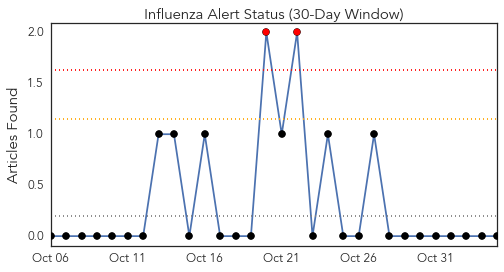 Influenza Alert Status (30-Day Window)
Articles Found
2.0
1.5
1.0
0.5
0.0
Oct 06 Oct 11 Oct 16 Oct 21 Oct 26 Oct 31